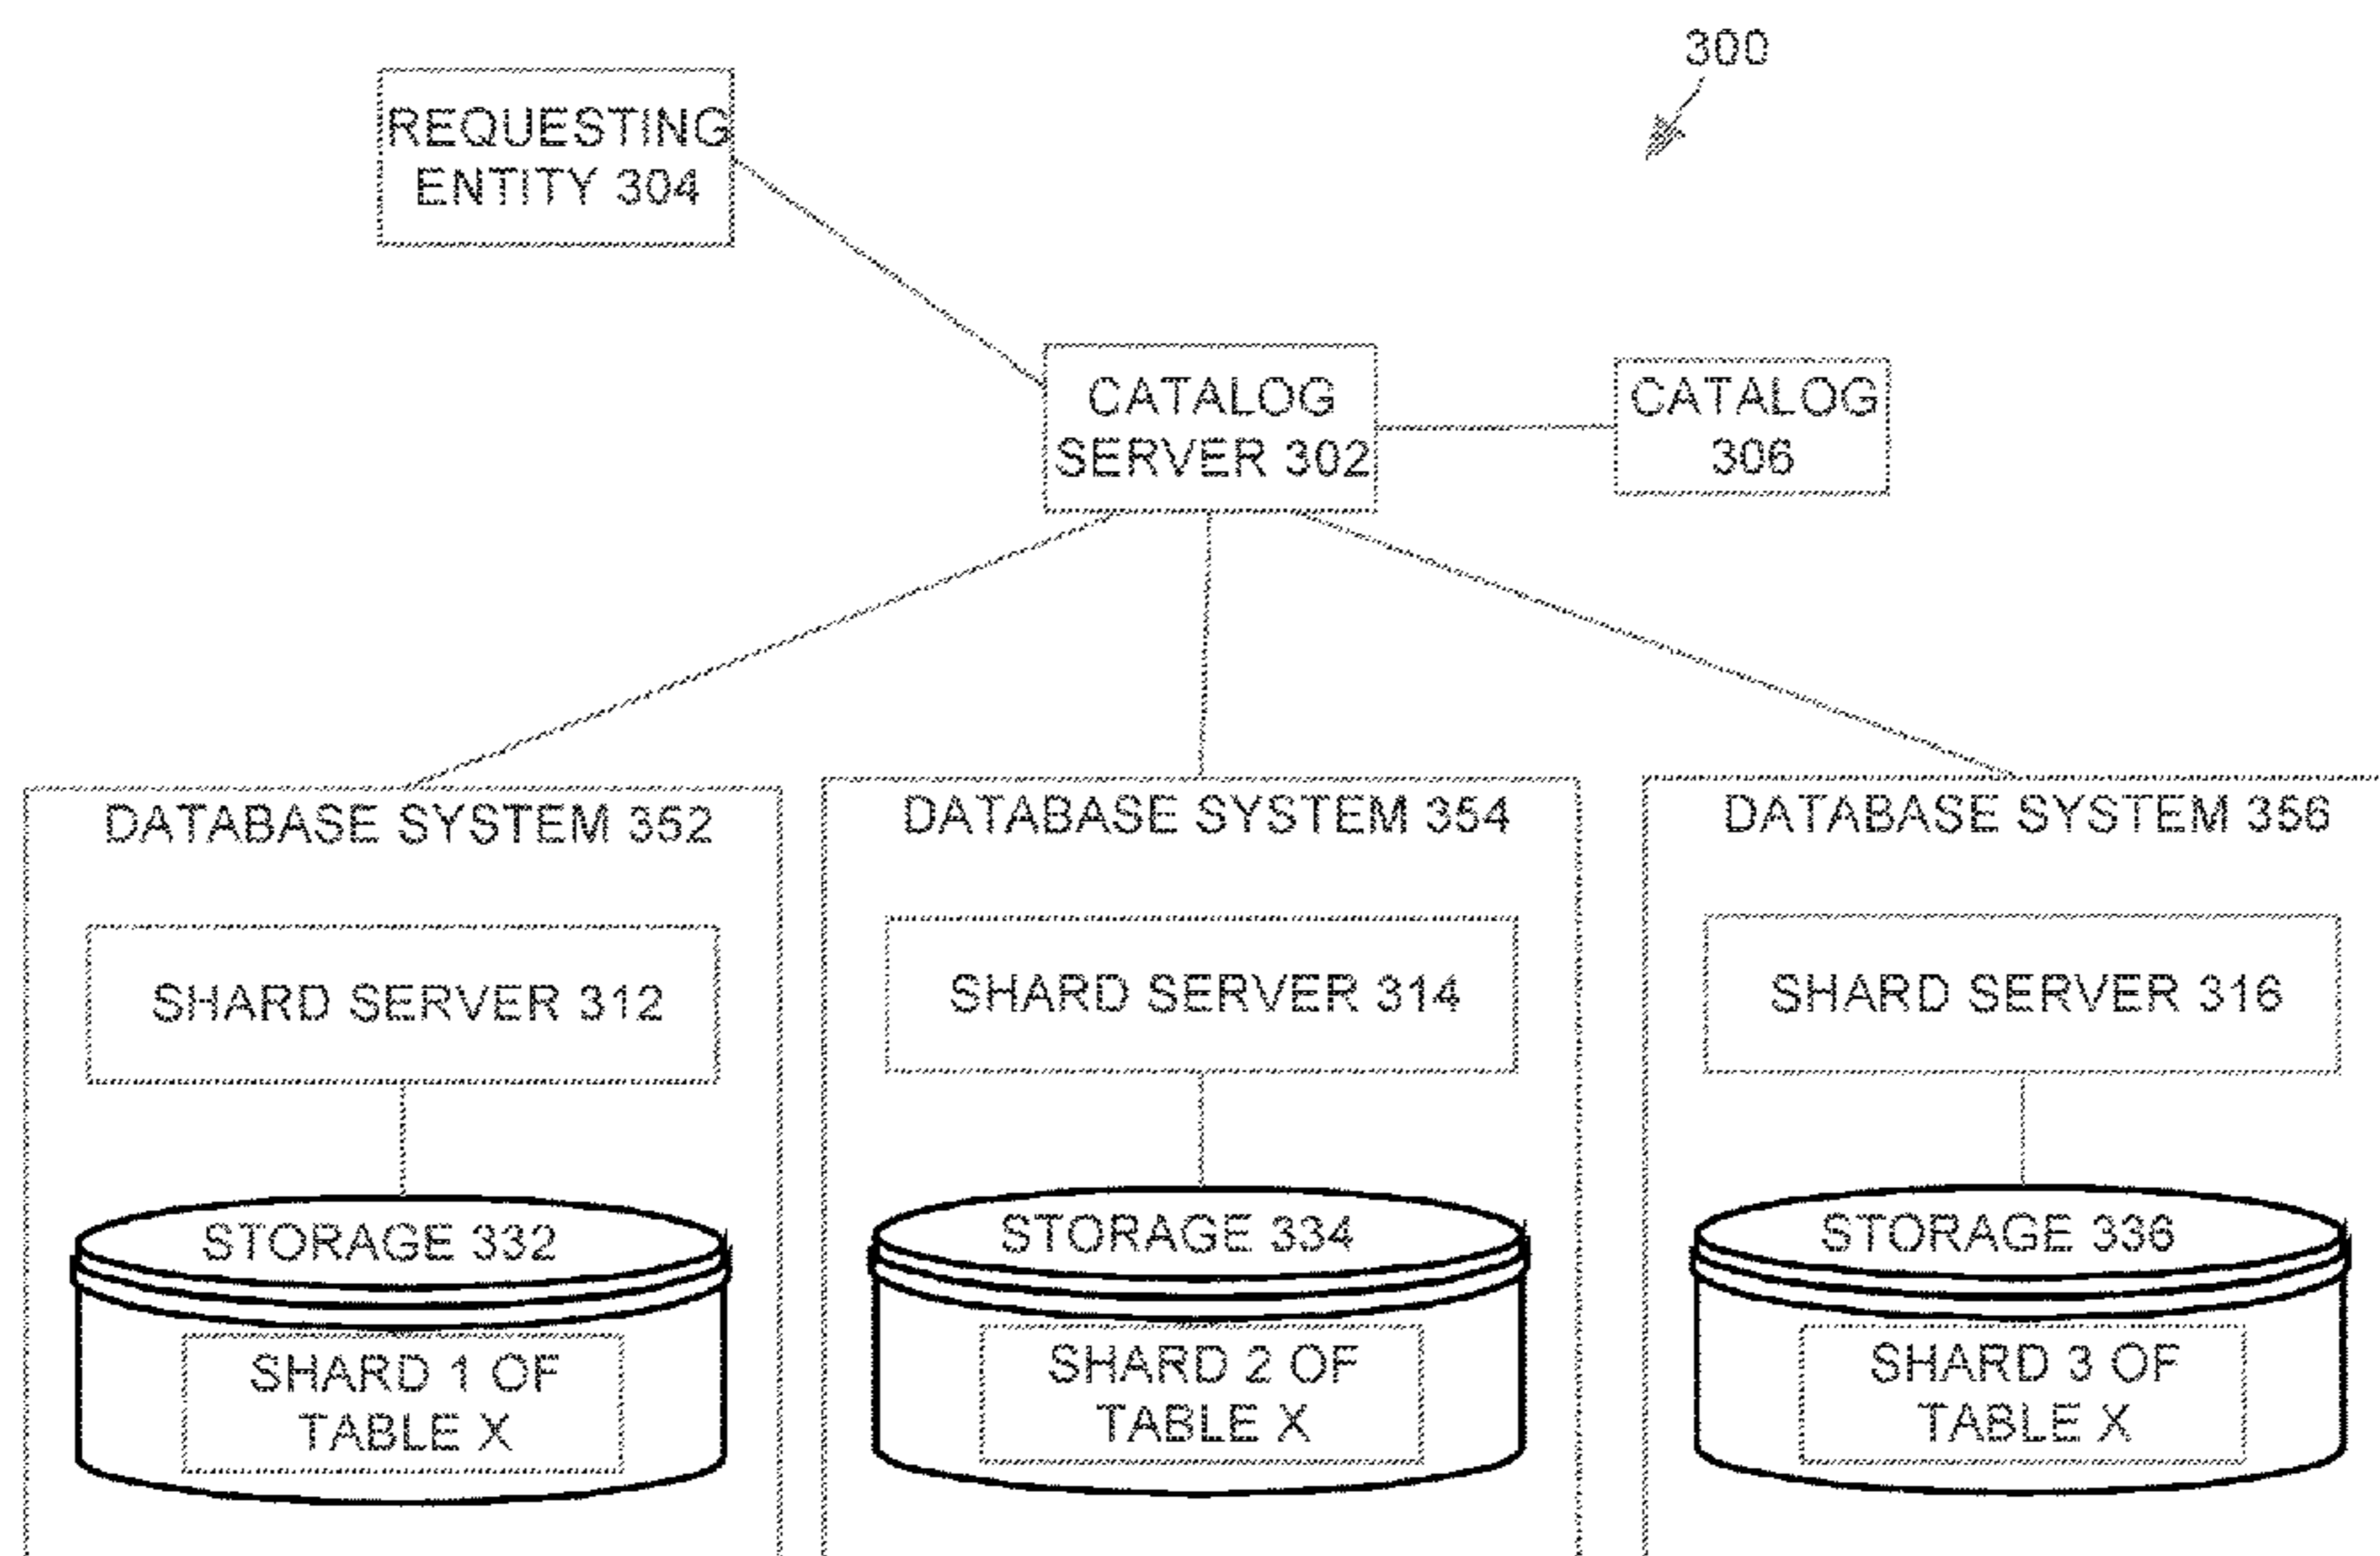 300
REQUESTING
ENTITY 304
CATALOG
SERVER 302
CATALOG
306
DATABASE SYSTEM 352
SHARD SERVER 312
STORAGE 332
SHARD 1 OF
TABLE X
DATABASE SYSTEM 354
SHARD SERVER 314
STORAGE 334
SHARD 2 OF
TABLE X
DATABASE SYSTEM 356
SHARD SERVER 316
STORAGE 336
SHARD 3 OF
TABLE X